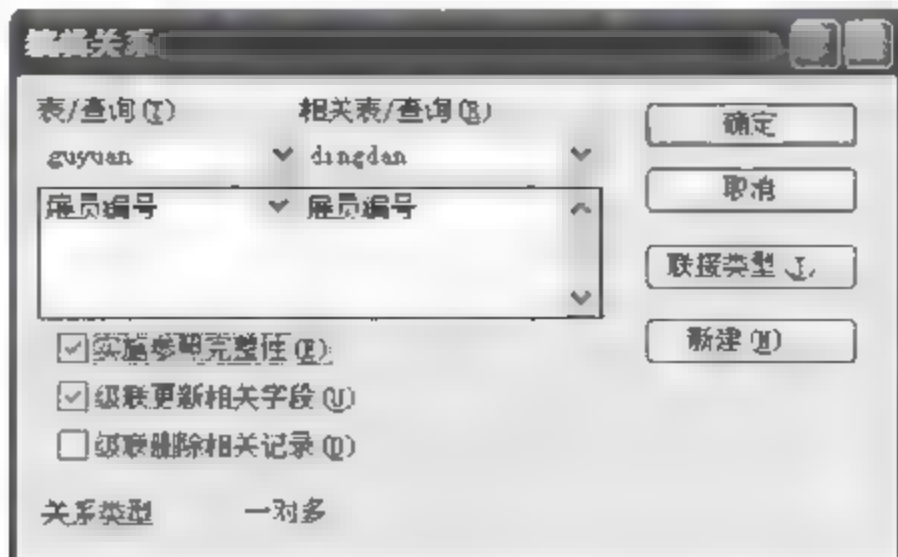 编辑关系
表/查询(T) 相关表/查询(R)
guyuan dingdan
雇员编号 雇员编号
确定
取消
联接类型 J.
新建(N)
实施参照完整性(E)
级联更新相关字段(U)
级联删除相关记录(D)
关系类型 一对多